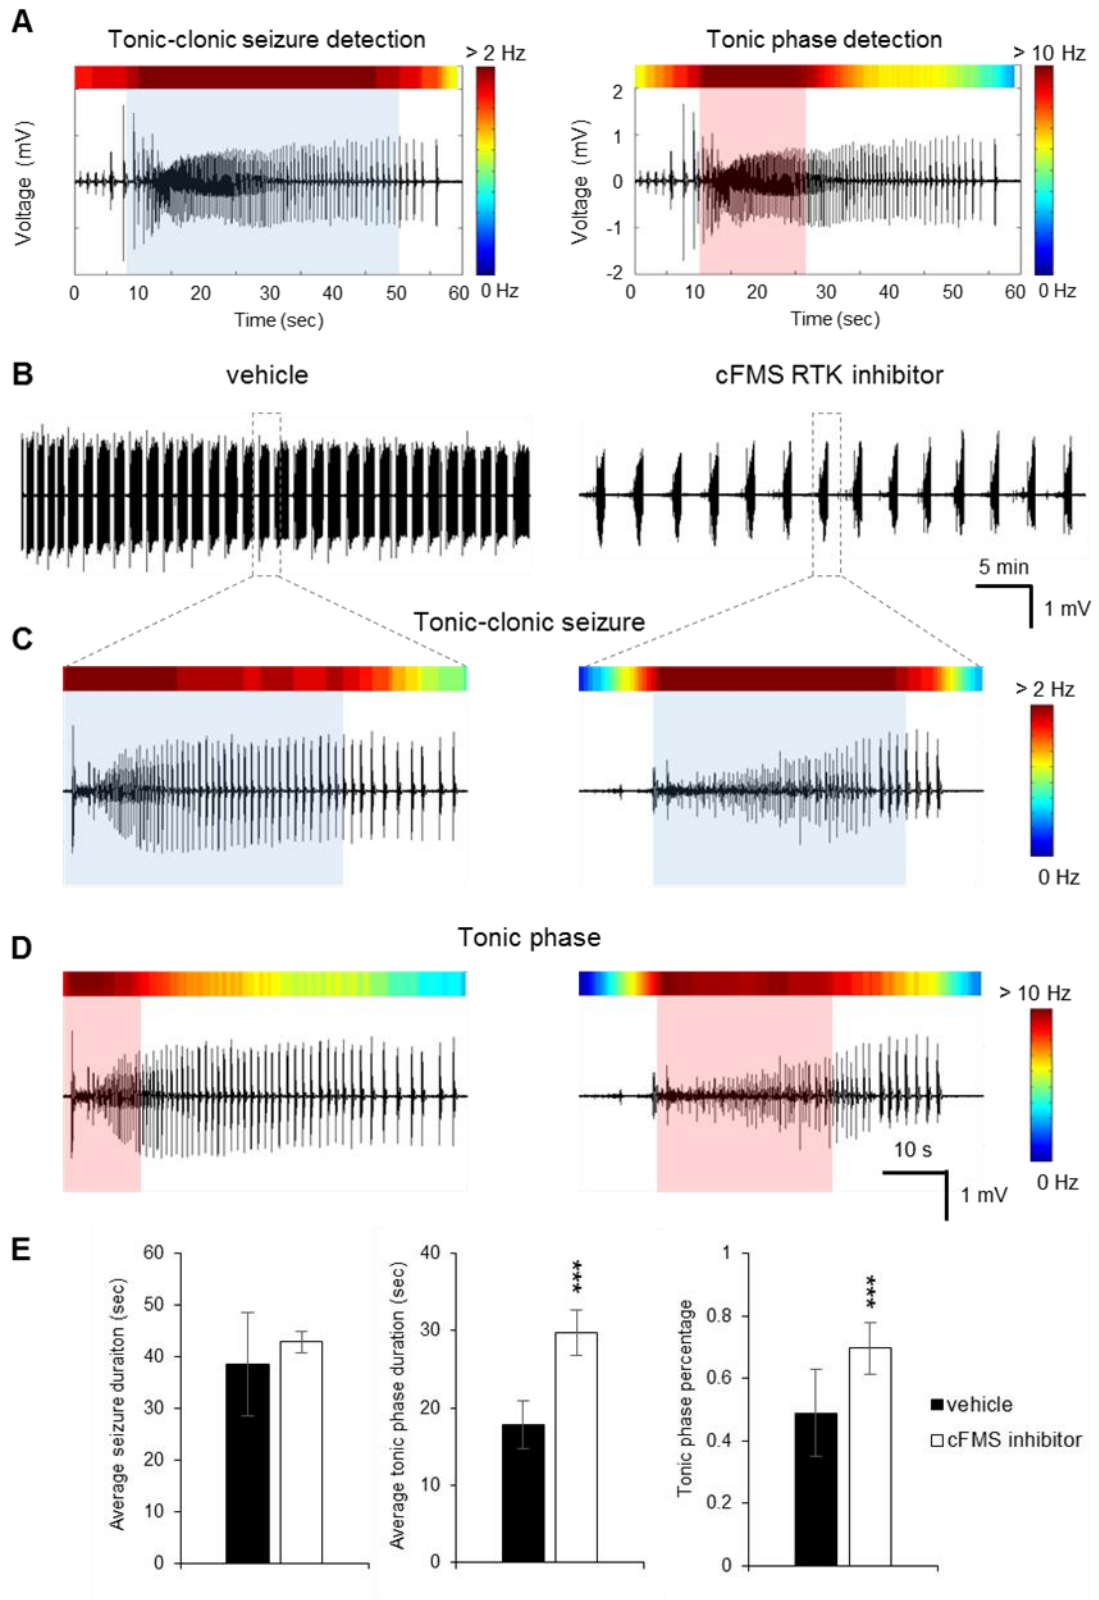 A
Tonic-clonic seizure detection
> 2 Hz
Voltage (mV)
0 Hz
0 10 20 30 40 50 60
Time (sec)
Tonic phase detection
> 10 Hz
Voltage (mV)
2
1
0
-1
-2
0 Hz
0 10 20 30 40 50 60
Time (sec)
B
vehicle
cFMS RTK inhibitor
5 min
1 mV
C
Tonic-clonic seizure
> 2 Hz
0 Hz
D
Tonic phase
> 10 Hz
0 Hz
10 s
1 mV
E
Average seizure duraiton (sec)
60
50
40
30
20
10
0
Average tonic phase duration (sec)
40
30
20
10
0
***
Tonic phase percentage
1
0.8
0.6
0.4
0.2
0
***
vehicle
cFMS inhibitor